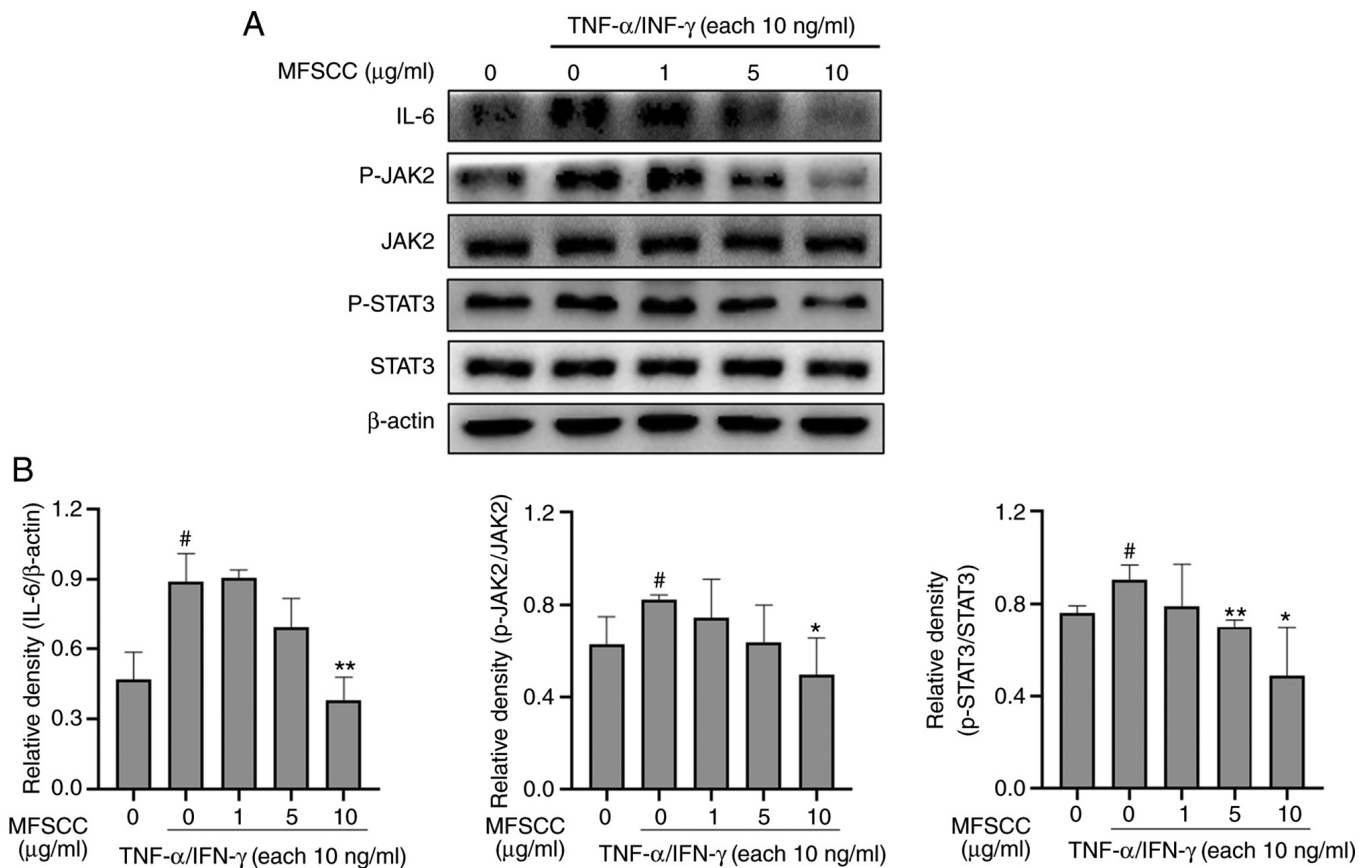 A
TNF-α/INF-γ (each 10 ng/ml)
MFSCC (μg/ml) 0 0 1 5 10
IL-6
P-JAK2
JAK2
P-STAT3
STAT3
β-actin
B
Relative density (IL-6/β-actin)
1.2
0.9
0.6
0.3
0.0
#
**
MFSCC
(μg/ml)
0 0 1 5 10
TNF-α/IFN-γ (each 10 ng/ml)
Relative density (p-JAK2/JAK2)
1.2
0.8
0.4
0.0
#
*
MFSCC
(μg/ml)
0 0 1 5 10
TNF-α/IFN-γ (each 10 ng/ml)
Relative density
(p-STAT3/STAT3)
1.2
0.8
0.4
0.0
#
**
*
MFSCC
(μg/ml)
0 0 1 5 10
TNF-α/IFN-γ (each 10 ng/ml)